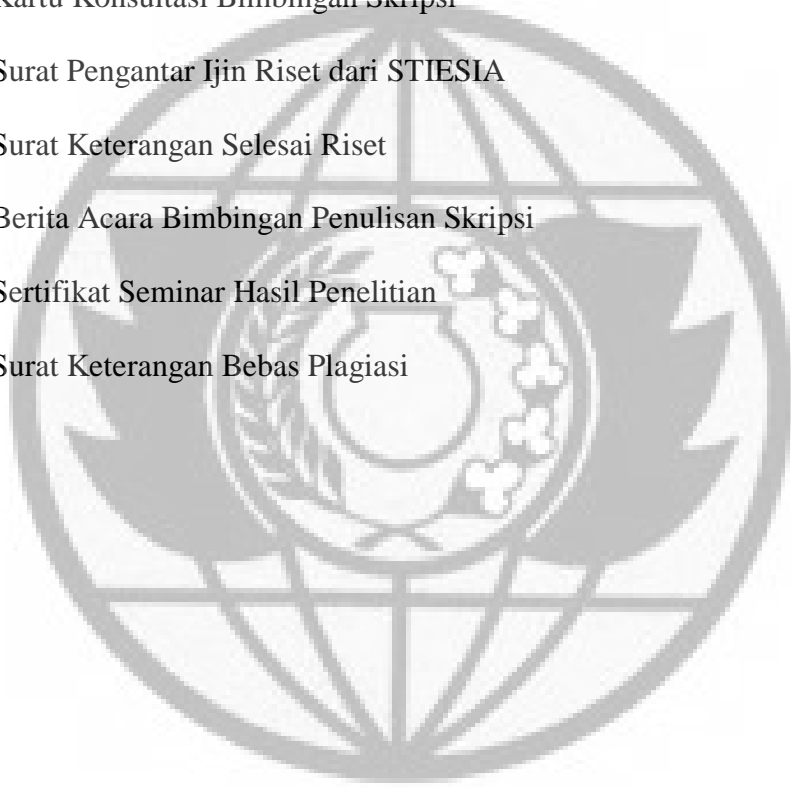 Kartu Konsultasi Bimbingan Skripsi
Surat Pengantar Ijin Riset dari STIESIA
Surat Keterangan Selesai Riset
Berita Acara Bimbingan Penulisan Skripsi
Sertifikat Seminar Hasil Penelitian
Surat Keterangan Bebas Plagiasi